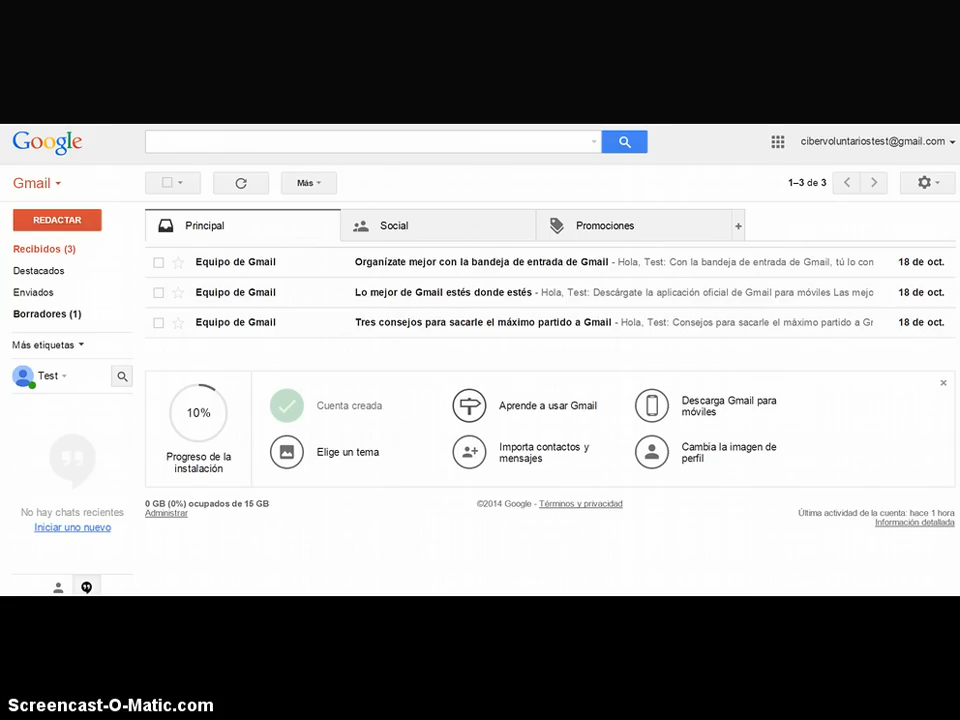 Google
cibervoluntariostest@gmail.com
Gmail
Más
1–3 de 3
REDACTAR
Principal
Social
Promociones
+
Recibidos (3)
Destacados
Enviados
Borradores (1)
Más etiquetas
Test
Equipo de Gmail Organízate mejor con la bandeja de entrada de Gmail - Hola, Test: Con la bandeja de entrada de Gmail, tú lo con 18 de oct.
Equipo de Gmail Lo mejor de Gmail estés donde estés - Hola, Test: Descárgate la aplicación oficial de Gmail para móviles Las mejo 18 de oct.
Equipo de Gmail Tres consejos para sacarle el máximo partido a Gmail - Hola, Test: Consejos para sacarle el máximo partido a Gr 18 de oct.
10%
Progreso de la
instalación
Cuenta creada
Aprende a usar Gmail
Descarga Gmail para
móviles
Elige un tema
Importa contactos y
mensajes
Cambia la imagen de
perfil
No hay chats recientes
Iniciar uno nuevo
0 GB (0%) ocupados de 15 GB
Administrar
©2014 Google - Términos y privacidad
Última actividad de la cuenta: hace 1 hora
Información detallada
Screencast-O-Matic.com